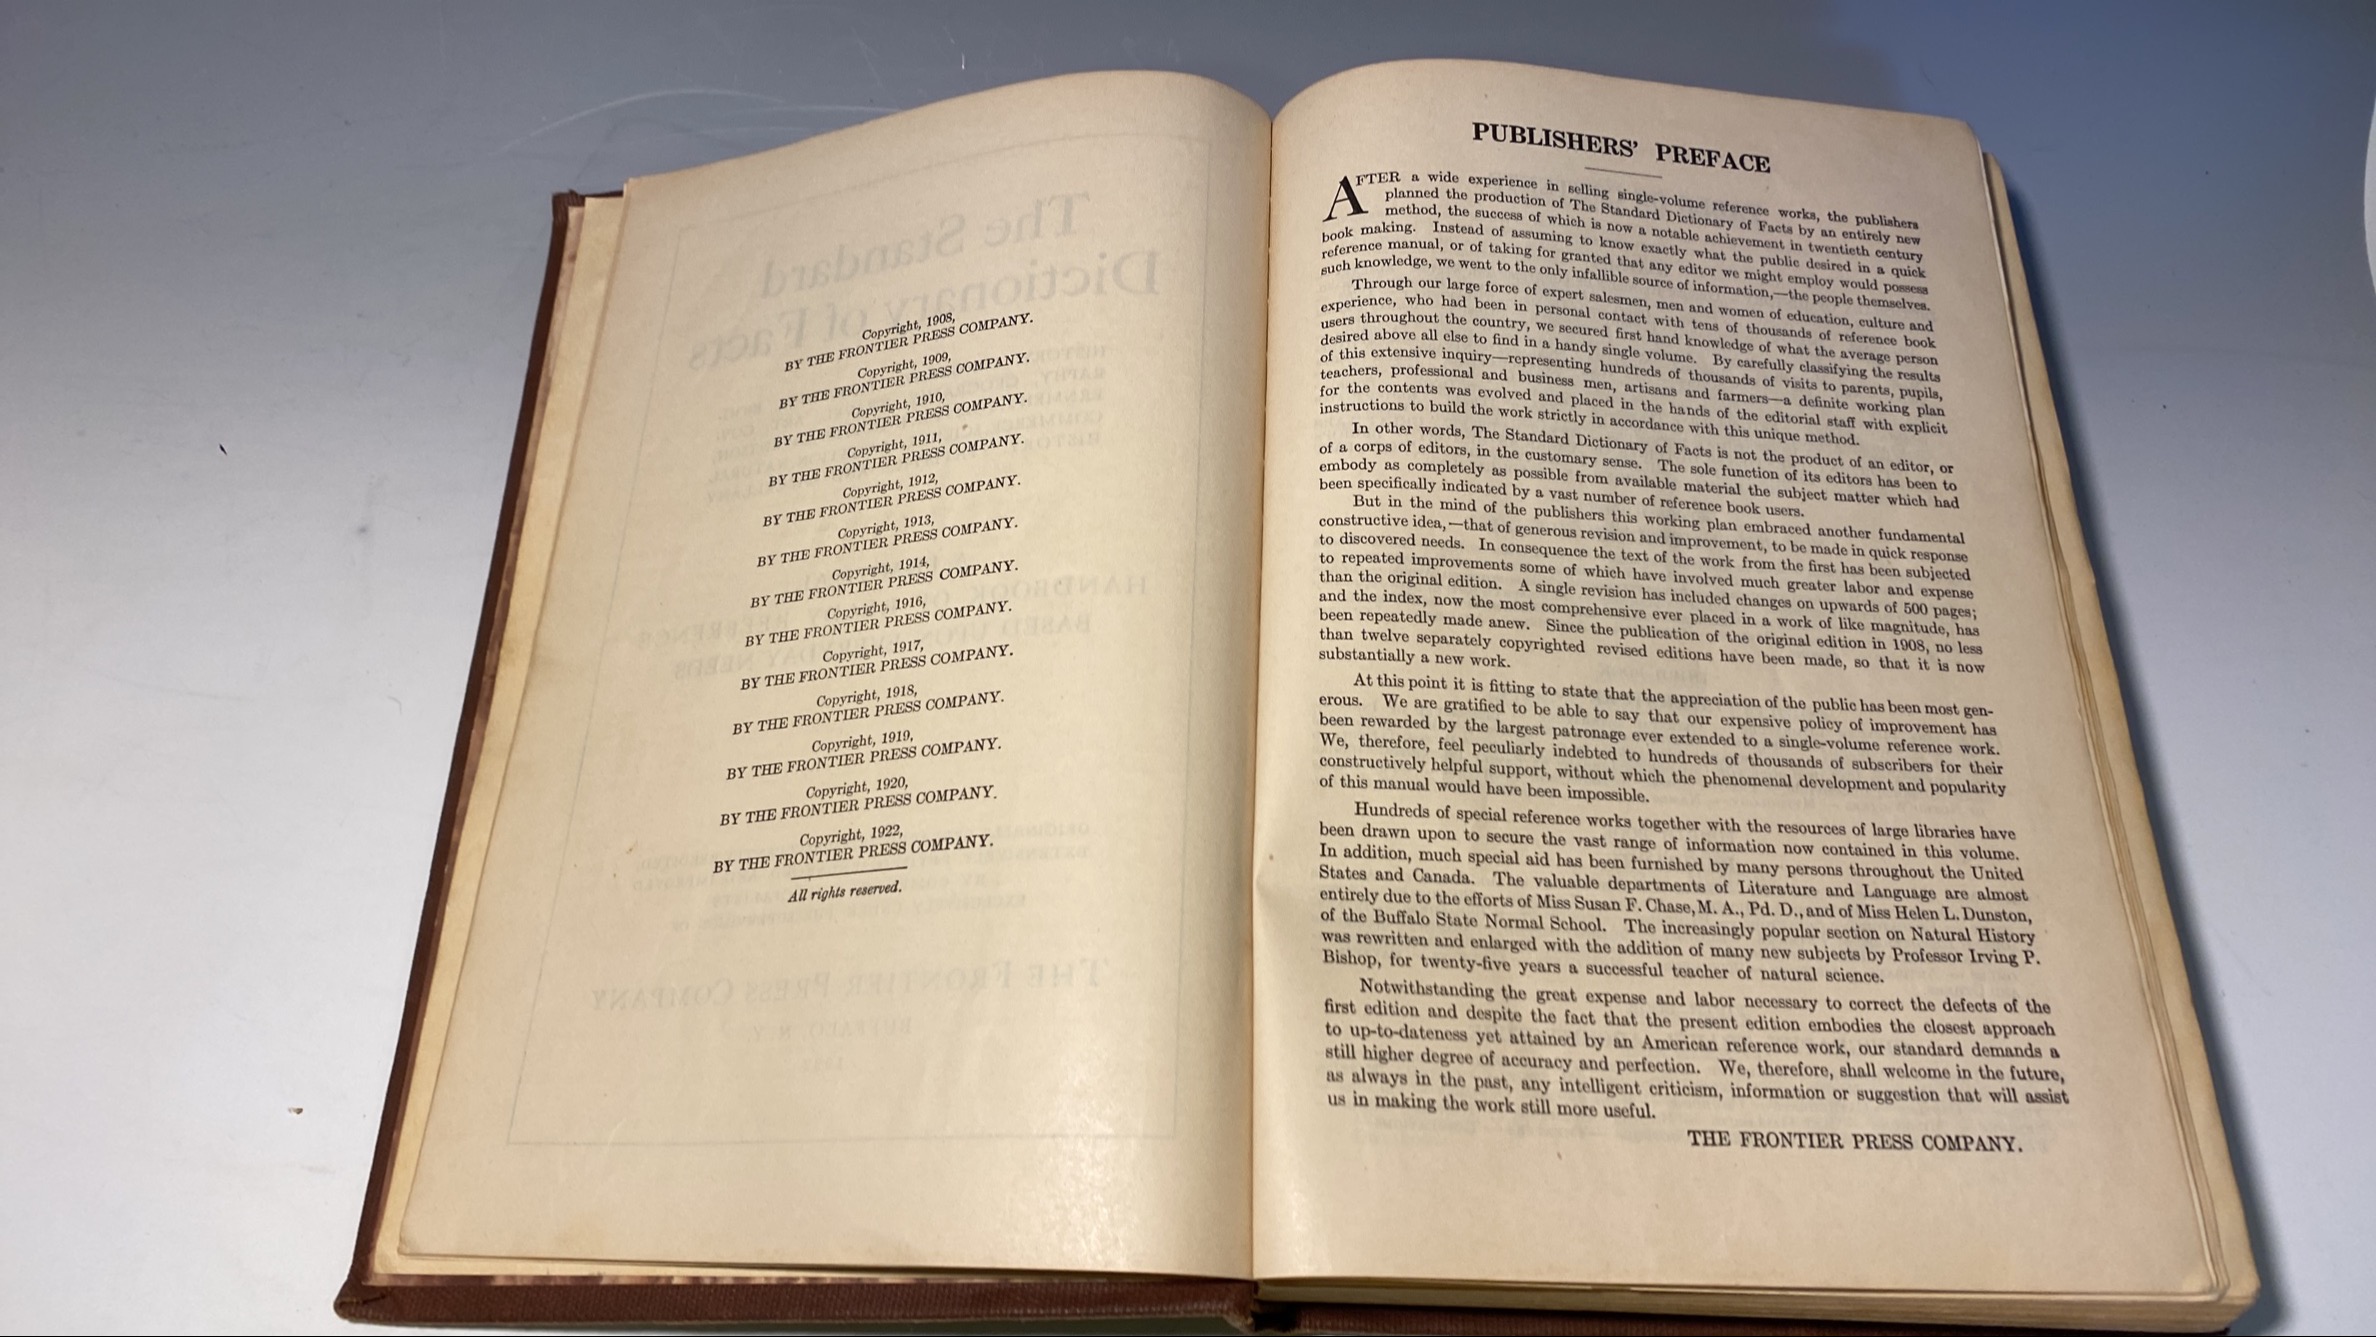 Copyright, 1908,
BY THE FRONTIER PRESS COMPANY.
Copyright, 1909,
BY THE FRONTIER PRESS COMPANY.
Copyright, 1910,
BY THE FRONTIER PRESS COMPANY.
Copyright, 1911,
BY THE FRONTIER PRESS COMPANY.
Copyright, 1912,
BY THE FRONTIER PRESS COMPANY.
Copyright, 1913,
BY THE FRONTIER PRESS COMPANY.
Copyright, 1914,
BY THE FRONTIER PRESS COMPANY.
Copyright, 1916,
BY THE FRONTIER PRESS COMPANY.
Copyright, 1917,
BY THE FRONTIER PRESS COMPANY.
Copyright, 1918,
BY THE FRONTIER PRESS COMPANY.
Copyright, 1919,
BY THE FRONTIER PRESS COMPANY.
Copyright, 1920,
BY THE FRONTIER PRESS COMPANY.
Copyright, 1922,
BY THE FRONTIER PRESS COMPANY.
All rights reserved.
PUBLISHERS' PREFACE
AFTER a wide experience in selling single-volume reference works, the publishers
planned the production of The Standard Dictionary of Facts by an entirely new
method, the success of which is now a notable achievement in twentieth century
book making. Instead of assuming to know exactly what the public desired in a quick
reference manual, or of taking for granted that any editor we might employ would possess
such knowledge, we went to the only infallible source of information,—the people themselves.
Through our large force of expert salesmen, men and women of education, culture and
experience, who had been in personal contact with tens of thousands of reference book
users throughout the country, we secured first hand knowledge of what the average person
desired above all else to find in a handy single volume. By carefully classifying the results
of this extensive inquiry—representing hundreds of thousands of visits to parents, pupils,
teachers, professional and business men, artisans and farmers—a definite working plan
for the contents was evolved and placed in the hands of the editorial staff with explicit
instructions to build the work strictly in accordance with this unique method.
In other words, The Standard Dictionary of Facts is not the product of an editor, or
of a corps of editors, in the customary sense. The sole function of its editors has been to
embody as completely as possible from available material the subject matter which had
been specifically indicated by a vast number of reference book users.
But in the mind of the publishers this working plan embraced another fundamental
constructive idea,—that of generous revision and improvement, to be made in quick response
to discovered needs. In consequence the text of the work from the first has been subjected
to repeated improvements some of which have involved much greater labor and expense
than the original edition. A single revision has included changes on upwards of 500 pages;
and the index, now the most comprehensive ever placed in a work of like magnitude, has
been repeatedly made anew. Since the publication of the original edition in 1908, no less
than twelve separately copyrighted revised editions have been made, so that it is now
substantially a new work.
At this point it is fitting to state that the appreciation of the public has been most gen-
erous. We are gratified to be able to say that our expensive policy of improvement has
been rewarded by the largest patronage ever extended to a single-volume reference work.
We, therefore, feel peculiarly indebted to hundreds of thousands of subscribers for their
constructively helpful support, without which the phenomenal development and popularity
of this manual would have been impossible.
Hundreds of special reference works together with the resources of large libraries have
been drawn upon to secure the vast range of information now contained in this volume.
In addition, much special aid has been furnished by many persons throughout the United
States and Canada. The valuable departments of Literature and Language are almost
entirely due to the efforts of Miss Susan F. Chase, M. A., Pd. D., and of Miss Helen L. Dunston,
of the Buffalo State Normal School. The increasingly popular section on Natural History
was rewritten and enlarged with the addition of many new subjects by Professor Irving P.
Bishop, for twenty-five years a successful teacher of natural science.
Notwithstanding the great expense and labor necessary to correct the defects of the
first edition and despite the fact that the present edition embodies the closest approach
to up-to-dateness yet attained by an American reference work, our standard demands a
still higher degree of accuracy and perfection. We, therefore, shall welcome in the future,
as always in the past, any intelligent criticism, information or suggestion that will assist
us in making the work still more useful.
THE FRONTIER PRESS COMPANY.